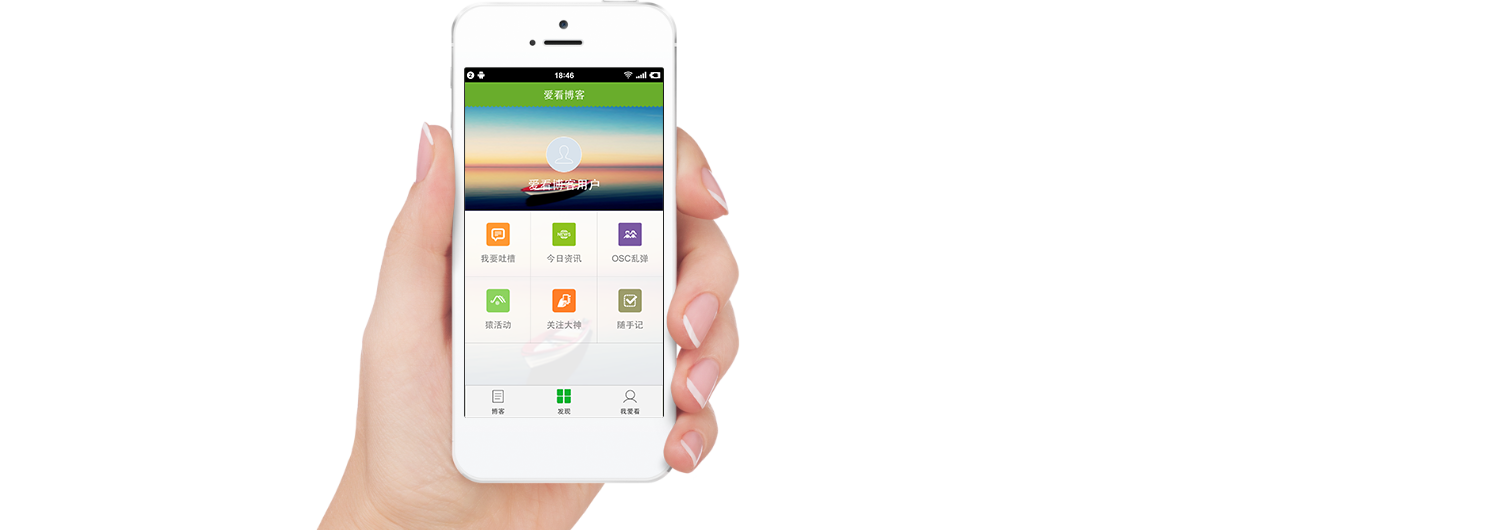 18:46
爱看博客
爱看博客用户
我要吐槽
今日资讯
OSC乱弹
猿活动
关注大神
随手记
博客
发现
我爱看